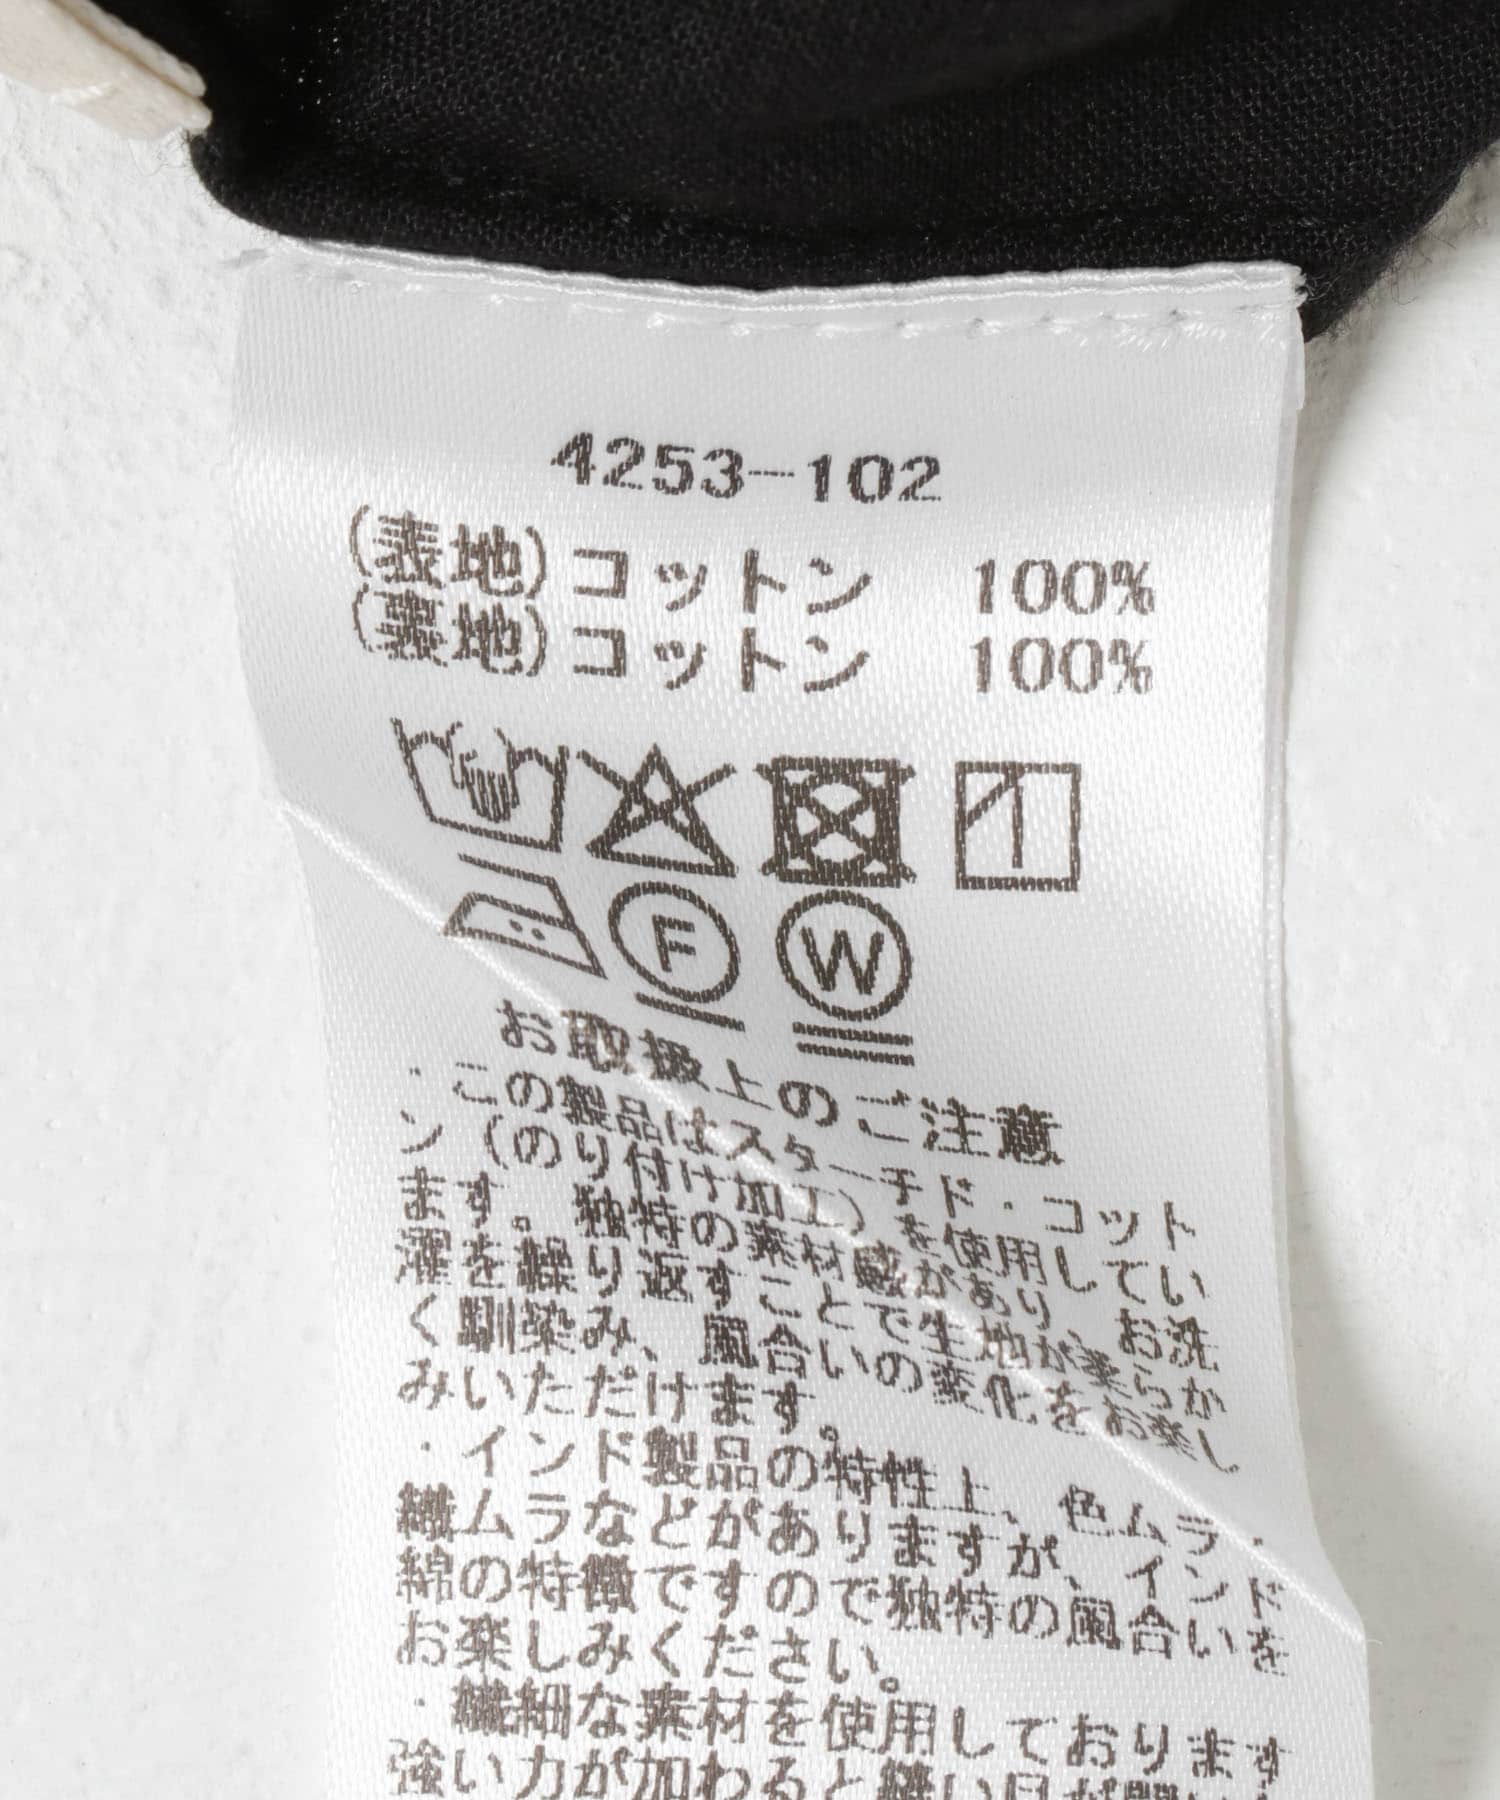 4253-102
(表地)コットン 100%
(裏地)コットン 100%
F W
お取扱上のご注意
・この製品はスターチド・コット
ン(のり付け加工)を使用してい
ます。独特の素材感があり、お洗
濯を繰り返すことで生地が柔らか
く馴染み、風合いの変化をお楽し
みいただけます。
・インド製品の特性上、色ムラ・
織ムラなどがありますが、インド
綿の特徴ですので独特の風合いを
お楽しみください。
・繊細な素材を使用しております
強い力が加わると縫い目が開い